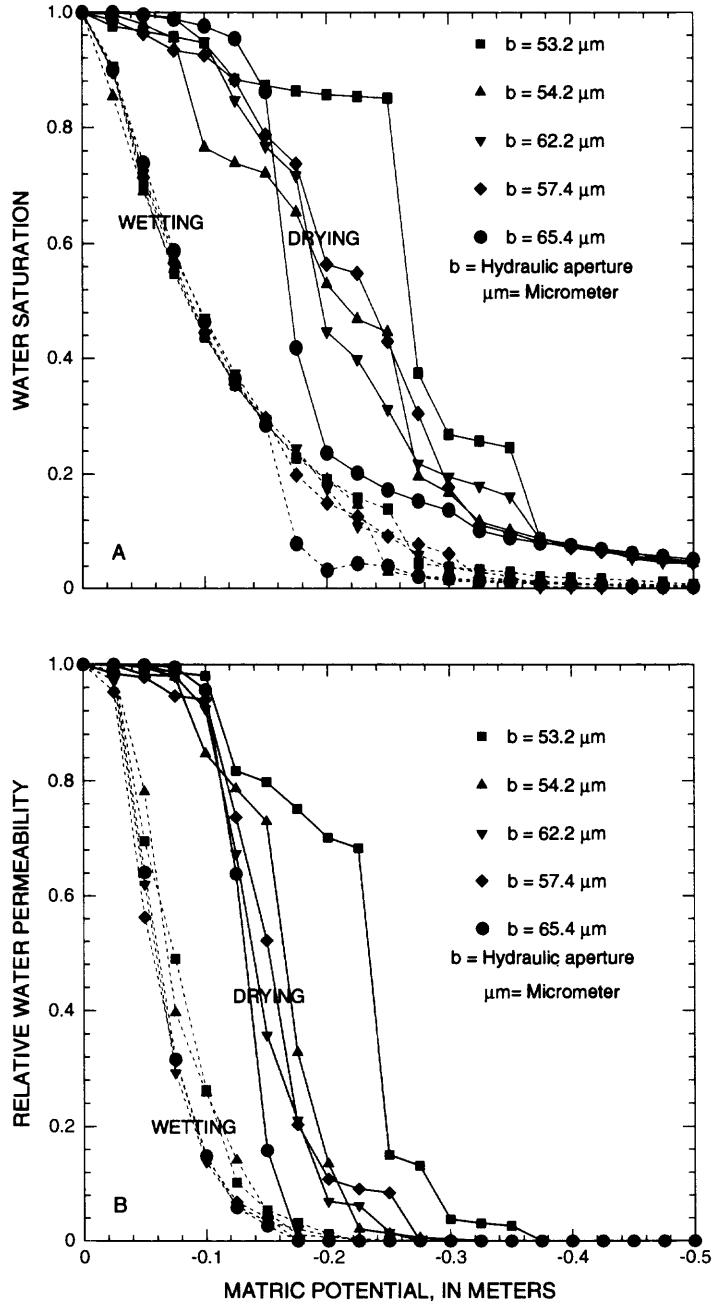 1.0
0.8
0.6
0.4
0.2
0
WATER SATURATION
b = 53.2 μm
b = 54.2 μm
b = 62.2 μm
b = 57.4 μm
b = 65.4 μm
b = Hydraulic aperture
μm= Micrometer
WETTING
DRYING
A
1.0
0.8
0.6
0.4
0.2
0
RELATIVE WATER PERMEABILITY
b = 53.2 μm
b = 54.2 μm
b = 62.2 μm
b = 57.4 μm
b = 65.4 μm
b = Hydraulic aperture
μm= Micrometer
DRYING
WETTING
B
0 -0.1 -0.2 -0.3 -0.4 -0.5
MATRIC POTENTIAL, IN METERS